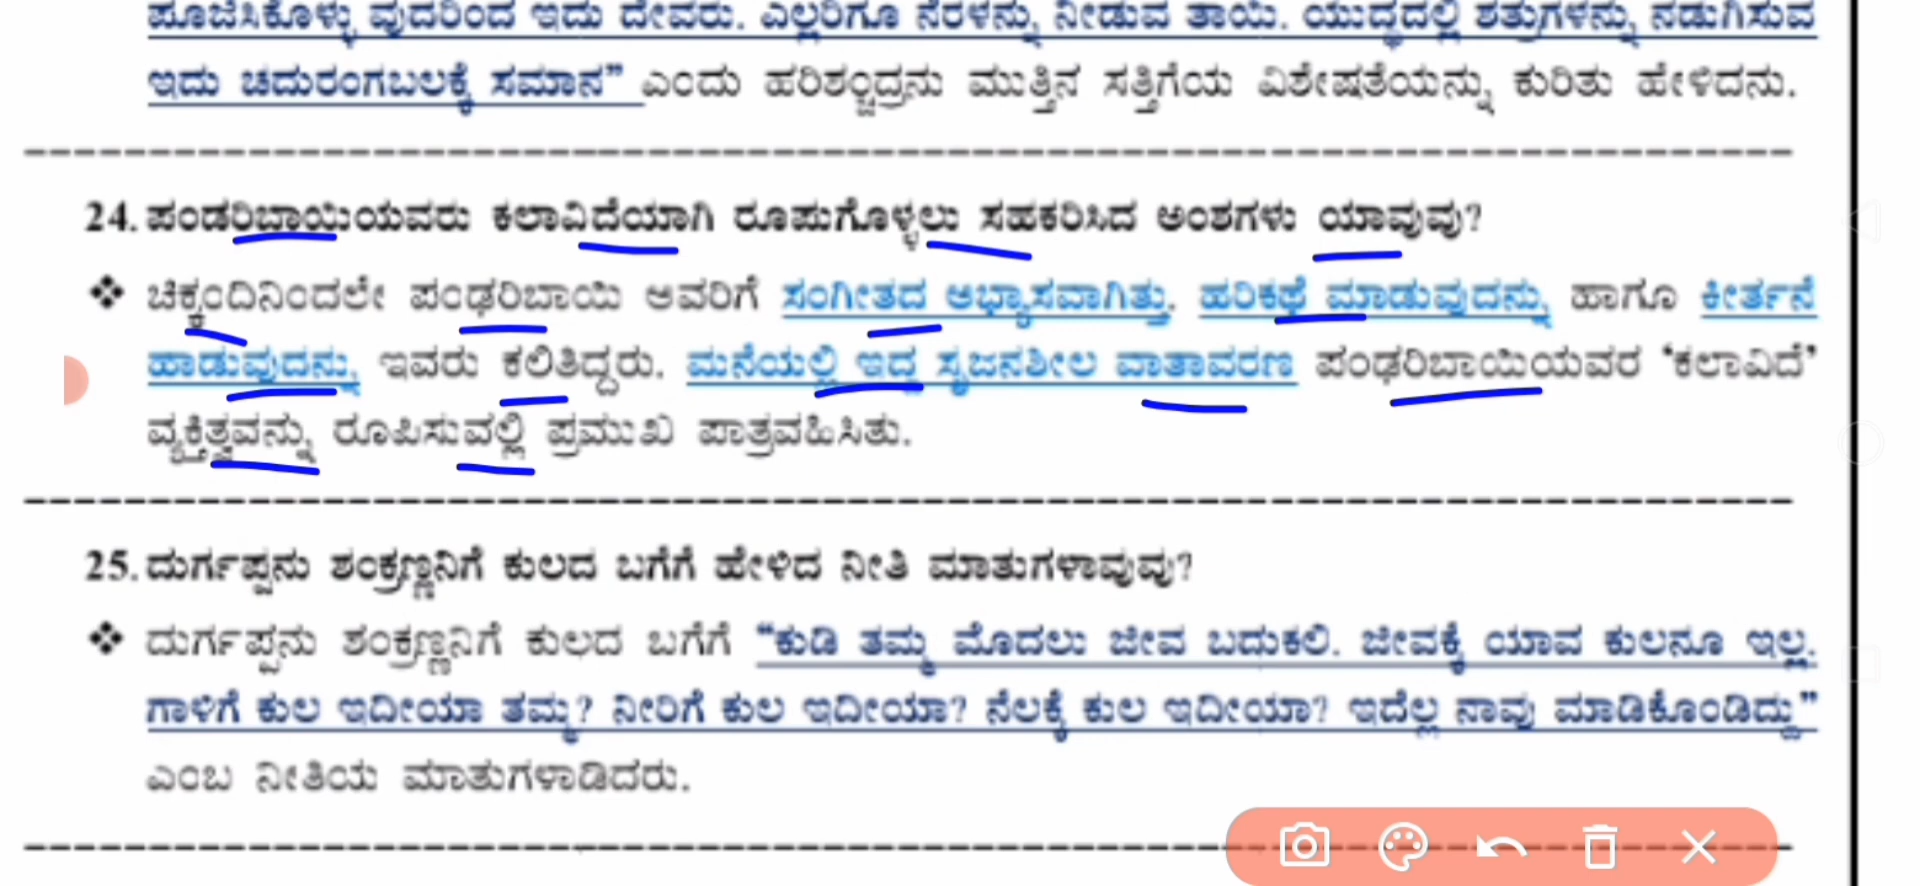 ಪೂಜಿಸಿಕೊಳ್ಳುವುದರಿಂದ ಇದು ದೇವರು. ಎಲ್ಲರಿಗೂ ನೆರಳನ್ನು ನೀಡುವ ತಾಯಿ. ಯುದ್ಧದಲ್ಲಿ ಶತ್ರುಗಳನ್ನು ನಡುಗಿಸುವ
ಇದು ಚದುರಂಗಬಲಕ್ಕೆ ಸಮಾನ” ಎಂದು ಹರಿಶ್ಚಂದ್ರನು ಮುತ್ತಿನ ಸತ್ತಿಗೆಯ ವಿಶೇಷತೆಯನ್ನು ಕುರಿತು ಹೇಳಿದನು.
24. ಪಂಡರಿಬಾಯಿಯವರು ಕಲಾವಿದೆಯಾಗಿ ರೂಪುಗೊಳ್ಳಲು ಸಹಕರಿಸಿದ ಅಂಶಗಳು ಯಾವುವು?
❖ ಚಿಕ್ಕಂದಿನಿಂದಲೇ ಪಂಢರಿಬಾಯಿ ಅವರಿಗೆ ಸಂಗೀತದ ಅಭ್ಯಾಸವಾಗಿತ್ತು. ಹರಿಕಥೆ ಮಾಡುವುದನ್ನು ಹಾಗೂ ಕೀರ್ತನೆ
ಹಾಡುವುದನ್ನು ಇವರು ಕಲಿತಿದ್ದರು. ಮನೆಯಲ್ಲಿ ಇದ್ದ ಸೃಜನಶೀಲ ವಾತಾವರಣ ಪಂಢರಿಬಾಯಿಯವರ ‘ಕಲಾವಿದೆ’
ವ್ಯಕ್ತಿತ್ವವನ್ನು ರೂಪಿಸುವಲ್ಲಿ ಪ್ರಮುಖ ಪಾತ್ರವಹಿಸಿತು.
25. ದುರ್ಗಪ್ಪನು ಶಂಕ್ರಣ್ಣನಿಗೆ ಕುಲದ ಬಗೆಗೆ ಹೇಳಿದ ನೀತಿ ಮಾತುಗಳಾವುವು?
❖ ದುರ್ಗಪ್ಪನು ಶಂಕ್ರಣ್ಣನಿಗೆ ಕುಲದ ಬಗೆಗೆ “ಕುಡಿ ತಮ್ಮ ಮೊದಲು ಜೀವ ಬದುಕಲಿ. ಜೀವಕ್ಕೆ ಯಾವ ಕುಲನೂ ಇಲ್ಲ.
ಗಾಳಿಗೆ ಕುಲ ಇದೀಯಾ ತಮ್ಮ? ನೀರಿಗೆ ಕುಲ ಇದೀಯಾ? ನೆಲಕ್ಕೆ ಕುಲ ಇದೀಯಾ? ಇದೆಲ್ಲ ನಾವು ಮಾಡಿಕೊಂಡಿದ್ದು”
ಎಂಬ ನೀತಿಯ ಮಾತುಗಳಾಡಿದರು.